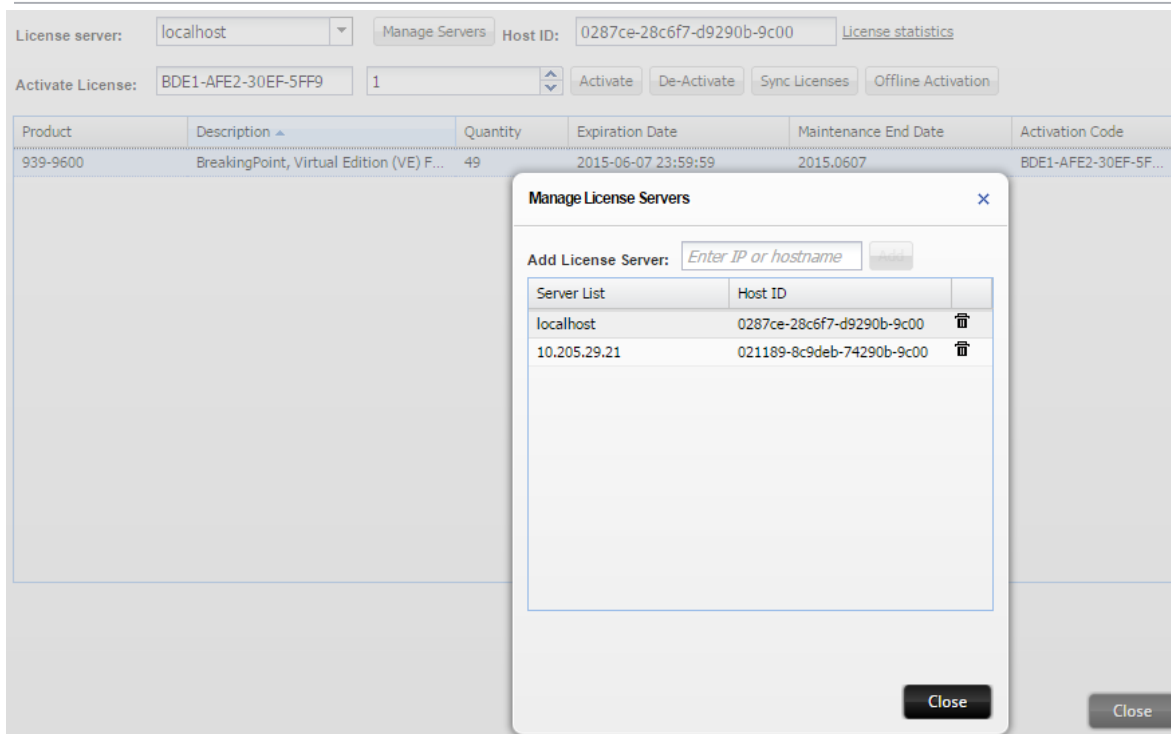 License server: localhost Manage Servers Host ID: 0287ce-28c6f7-d9290b-9c00 License statistics
Activate License: BDE1-AFE2-30EF-5FF9 1 Activate De-Activate Sync Licenses Offline Activation
Product Description Quantity Expiration Date Maintenance End Date Activation Code
939-9600 BreakingPoint, Virtual Edition (VE) F... 49 2015-06-07 23:59:59 2015.0607 BDE1-AFE2-30EF-5F...
Manage License Servers
Add License Server: Enter IP or hostname Add
Server List Host ID
localhost 0287ce-28c6f7-d9290b-9c00
10.205.29.21 021189-8c9deb-74290b-9c00
Close
Close